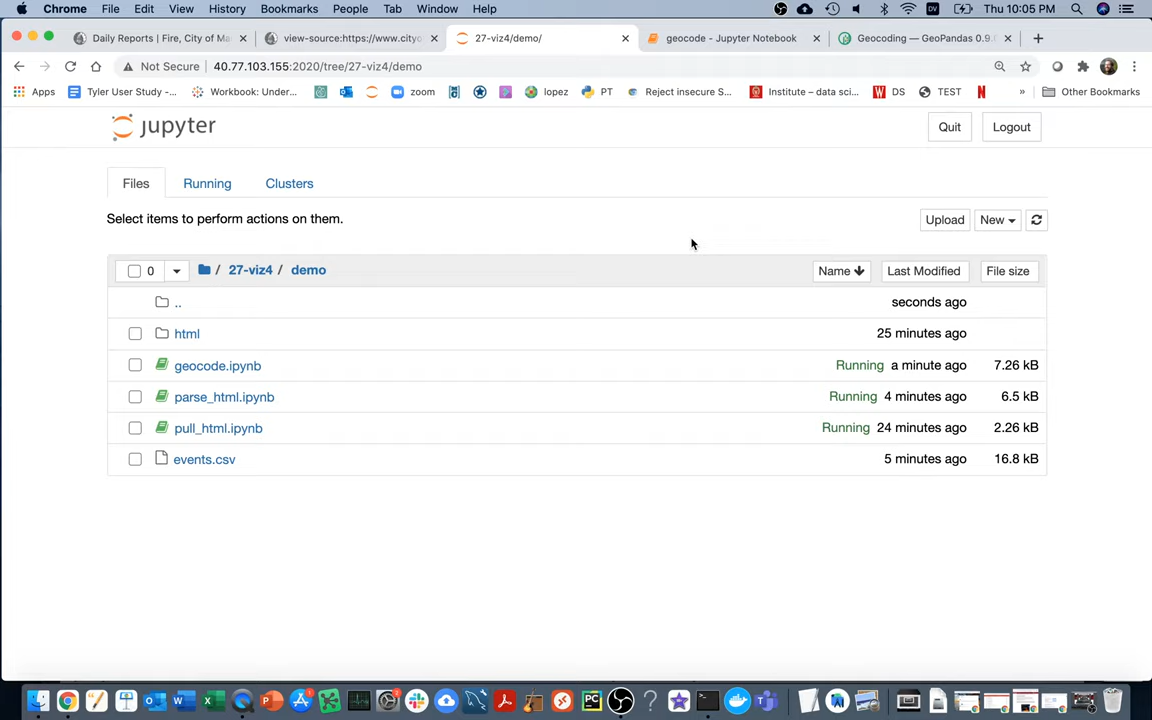 Chrome File Edit View History Bookmarks People Tab Window Help DV Thu 10:05 PM
Daily Reports | Fire, City of Ma view-source:https://www.cityo 27-viz4/demo/ geocode - Jupyter Notebook Geocoding — GeoPandas 0.9.
Not Secure 40.77.103.155:2020/tree/27-viz4/demo
Apps Tyler User Study -... Workbook: Under... zoom lopez PT Reject insecure S... Institute – data sci... DS TEST » Other Bookmarks
jupyter Quit Logout
Files Running Clusters
Select items to perform actions on them. Upload New
0 / 27-viz4 / demo Name Last Modified File size
.. seconds ago
html 25 minutes ago
geocode.ipynb Running a minute ago 7.26 kB
parse_html.ipynb Running 4 minutes ago 6.5 kB
pull_html.ipynb Running 24 minutes ago 2.26 kB
events.csv 5 minutes ago 16.8 kB